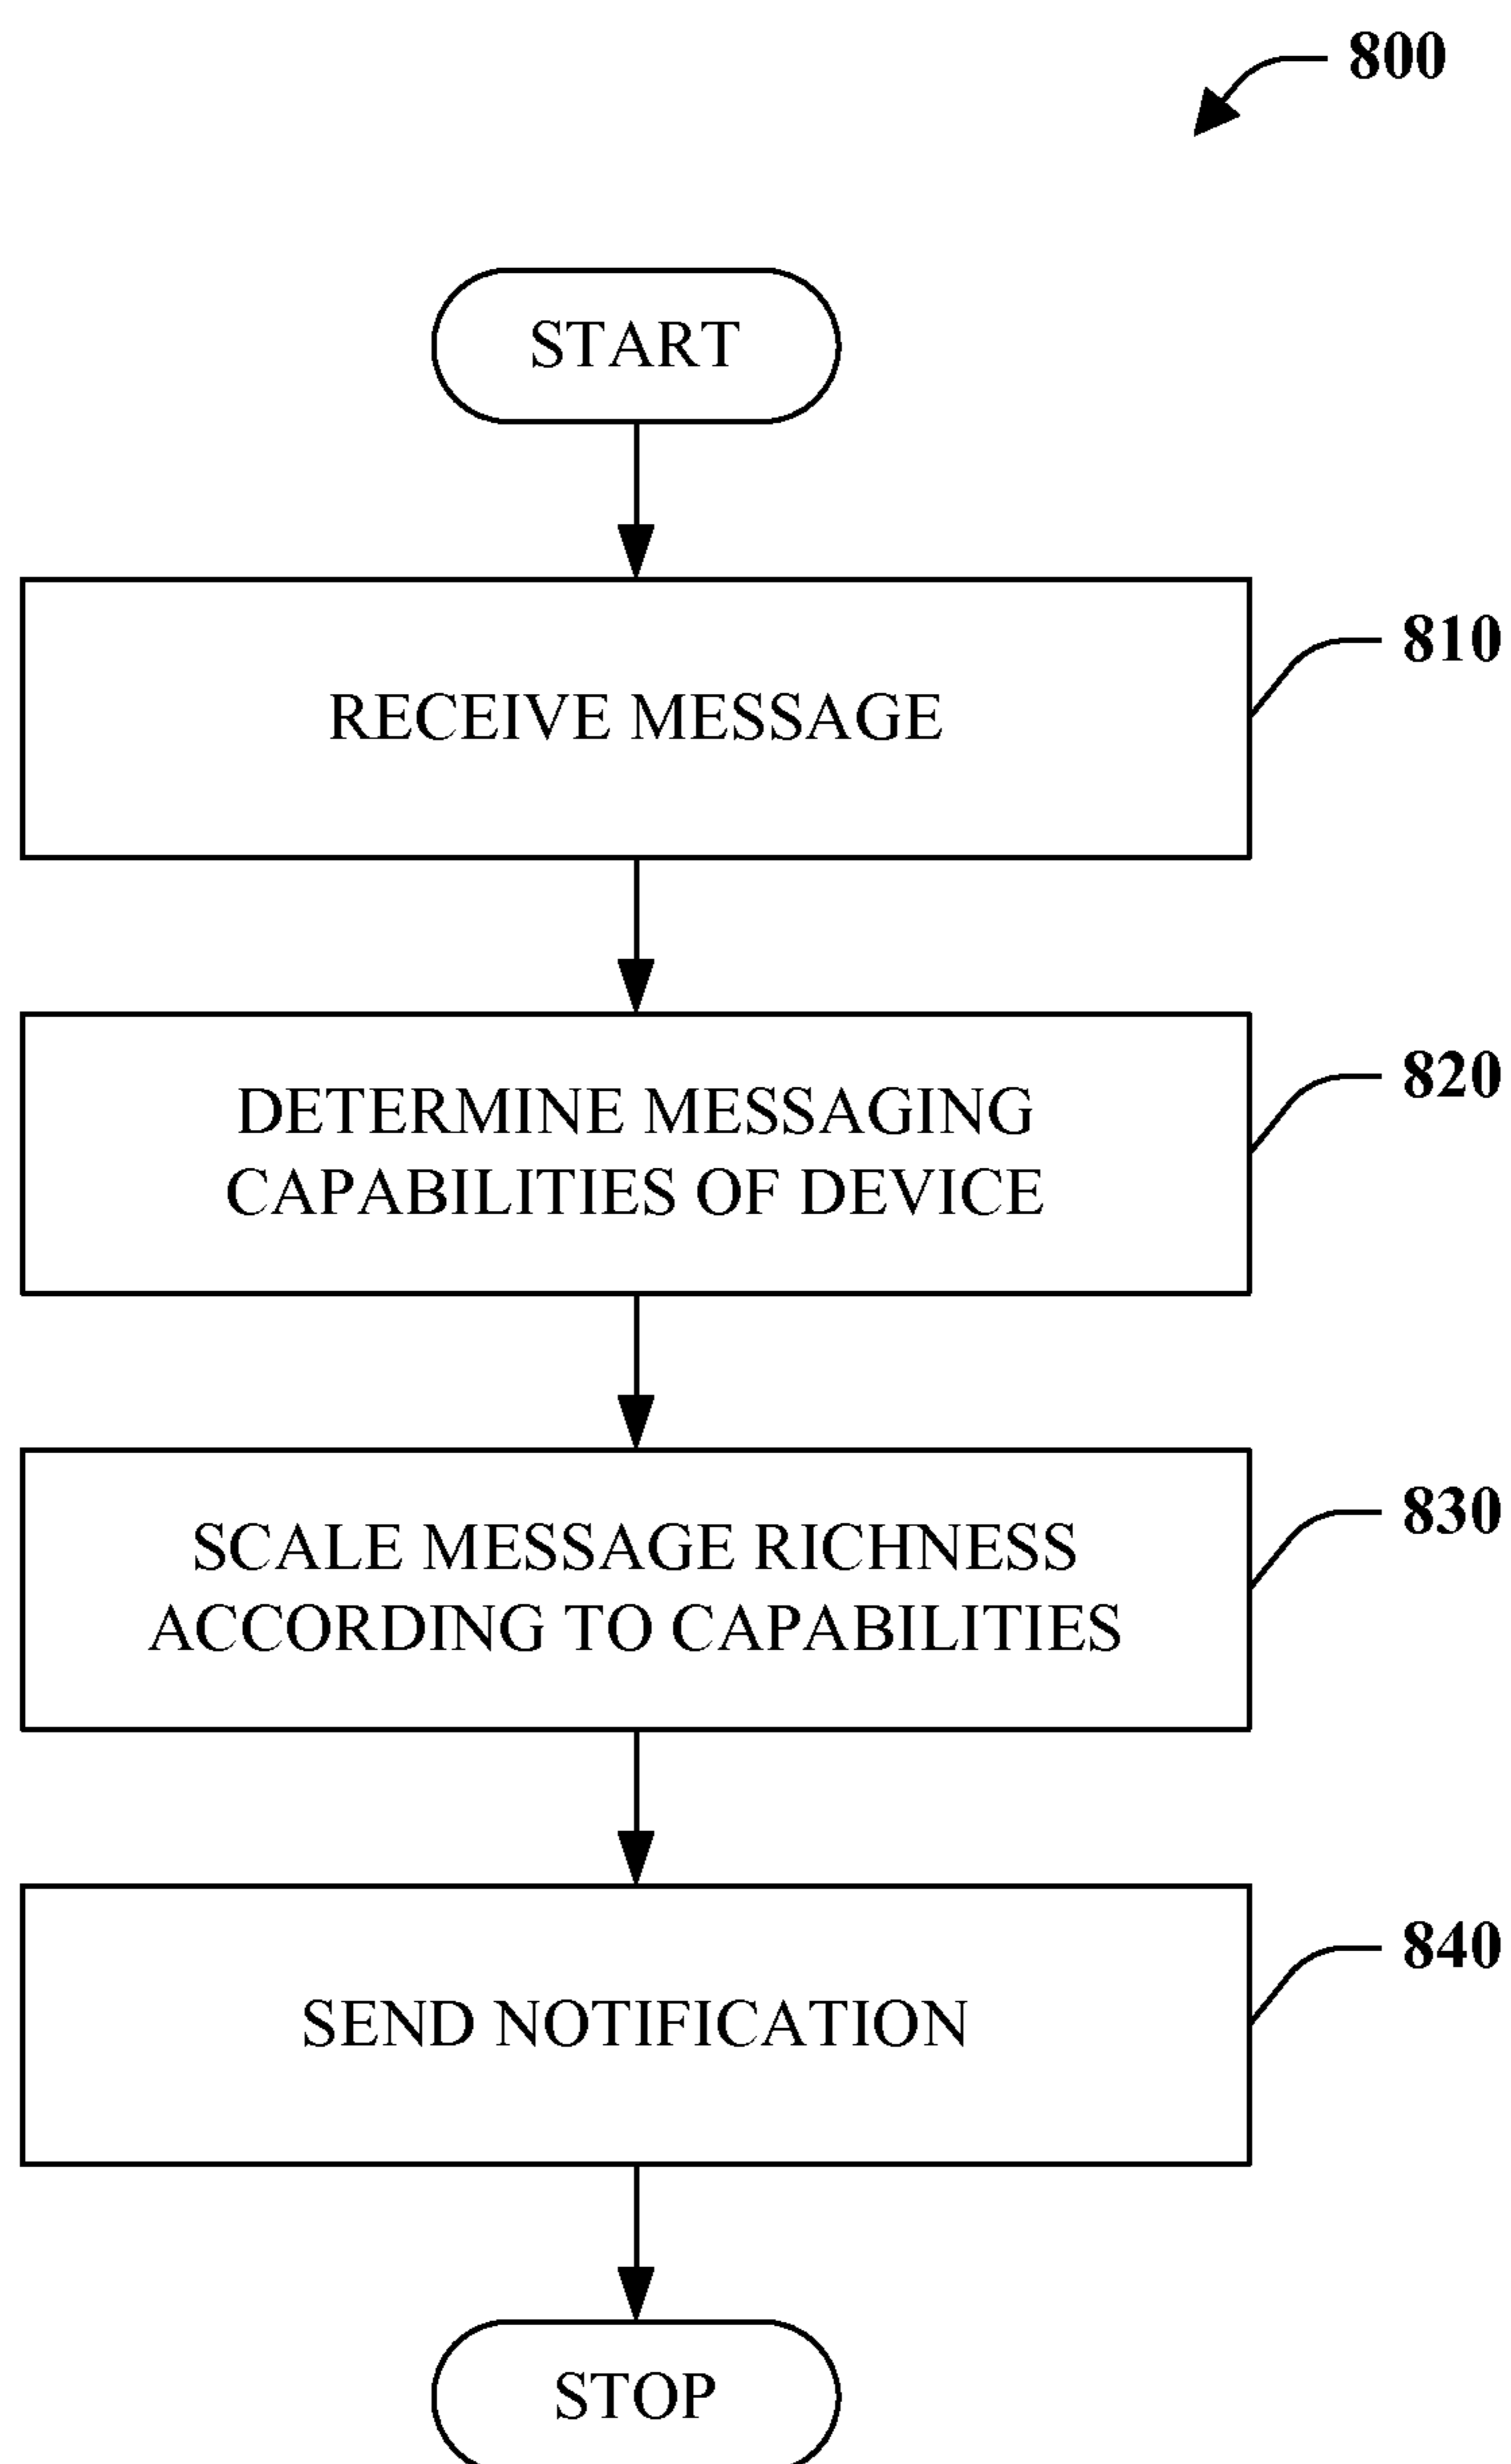 800
START
RECEIVE MESSAGE
810
DETERMINE MESSAGING
CAPABILITIES OF DEVICE
820
SCALE MESSAGE RICHNESS
ACCORDING TO CAPABILITIES
830
SEND NOTIFICATION
840
STOP